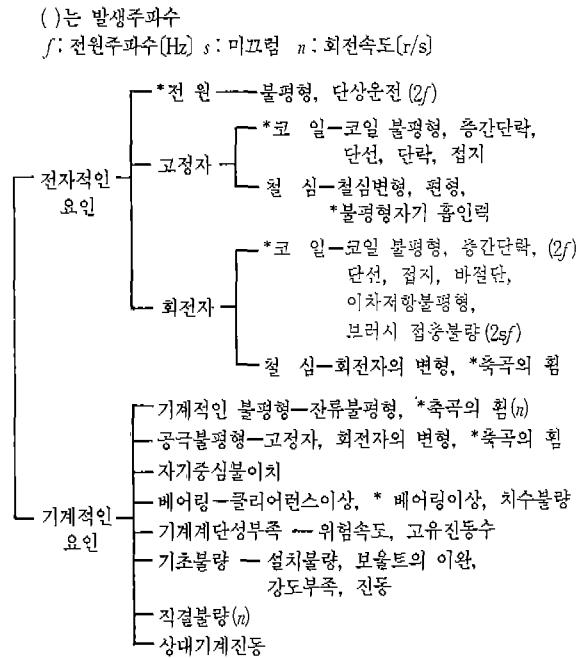 ( )는 발생주파수
f : 전원주파수[Hz] s : 미끄럼 n : 회전속도[r/s]
*전 원 — 불평형, 단상운전 (2f)
*코 일 — 코일 불평형, 층간단락,
고정자
단선, 단락, 접지
전자적인
요인
철 심 — 철심변형, 편형,
*불평형자기 흡인력
*코 일 — 코일 불평형, 층간단락, (2f)
단선, 접지, 바절단,
이차저항불평형,
회전자
브러시 접충불량 (2sf)
철 심 — 회전자의 변형, *축곡의 휨
기계적인 불평형 — 잔류불평형, *축곡의 휨(n)
공극불평형 — 고정자, 회전자의 변형, *축곡의 휨
자기중심불이치
베어링 — 클리어런스이상, * 베어링이상, 치수불량
기계적인
요인
기계계단성부족 — 위험속도, 고유진동수
기초불량 — 설치불량, 보울트의 이완,
강도부족, 진동
직결불량(n)
상대기계진동